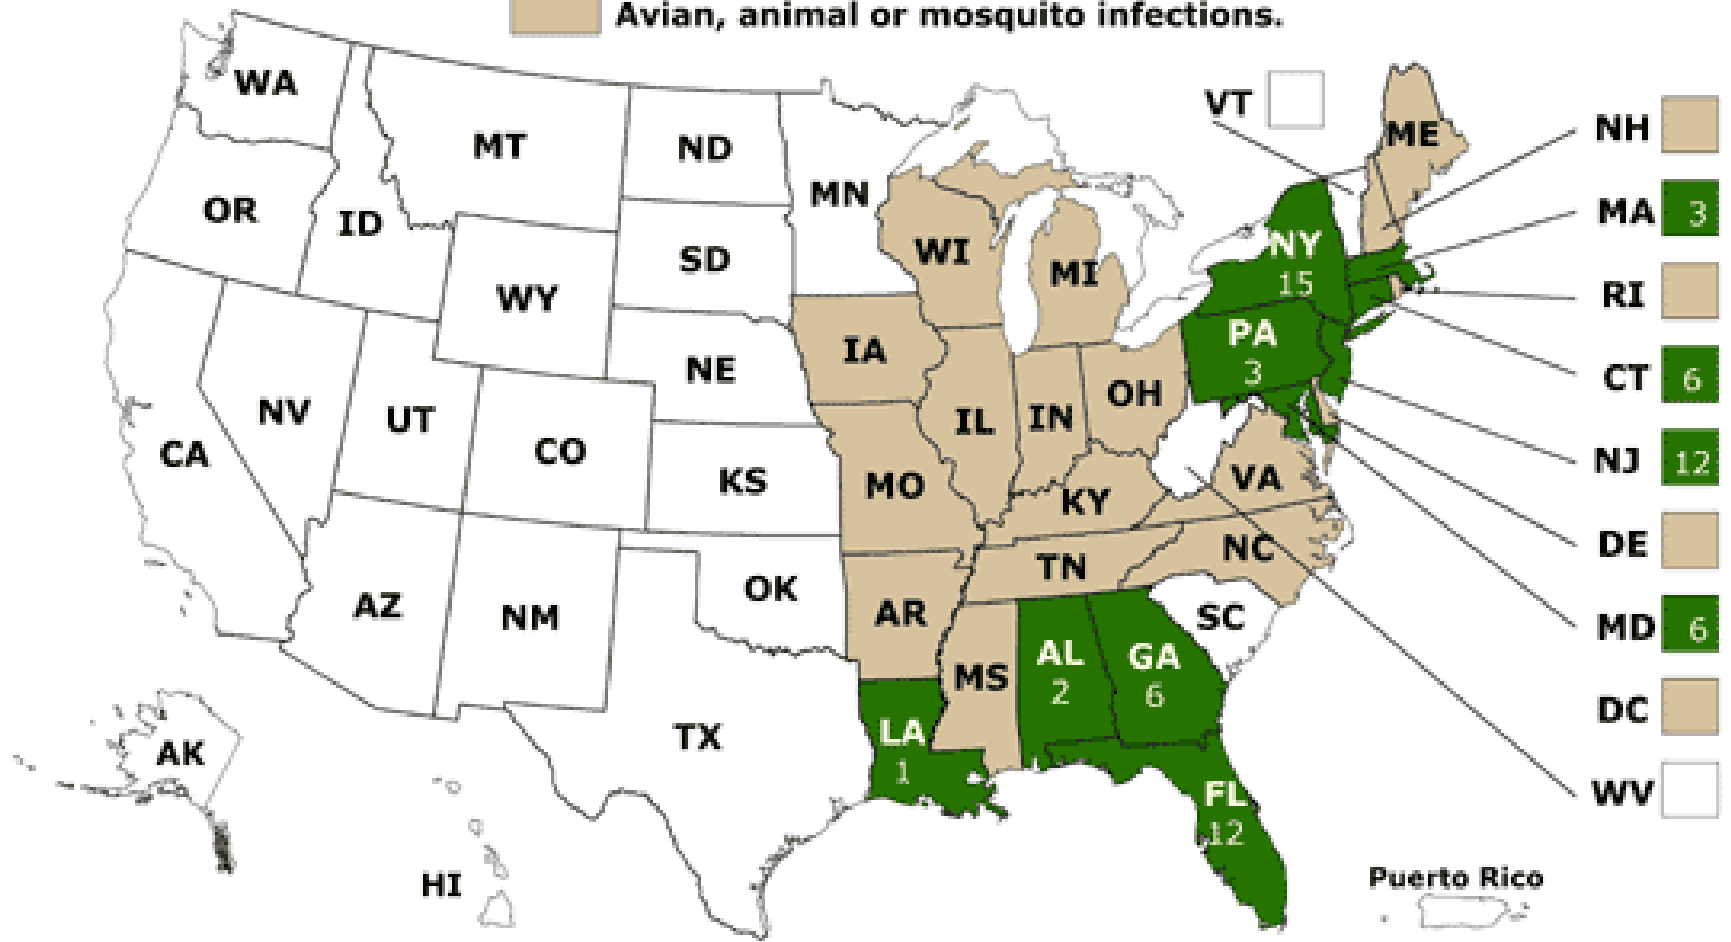 Avian, animal or mosquito infections.
WA
MT
ND
MN
VT
ME
NH
OR
ID
SD
WI
MI
NY
15
MA
3
WY
RI
IA
PA
3
NE
CT
6
NV
UT
CO
IL
IN
OH
CA
KS
MO
KY
VA
NJ
12
AZ
NM
OK
TN
NC
DE
AR
SC
MS
AL
2
GA
6
MD
6
TX
LA
1
DC
AK
FL
12
WV
HI
Puerto Rico